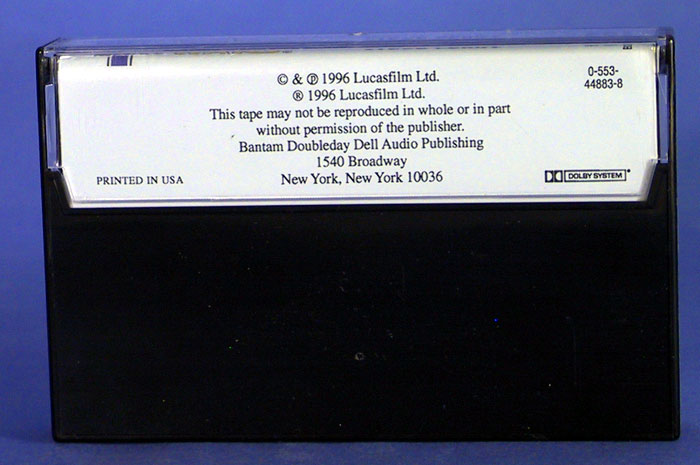 © & ℗ 1996 Lucasfilm Ltd.
® 1996 Lucasfilm Ltd.
This tape may not be reproduced in whole or in part
without permission of the publisher.
Bantam Doubleday Dell Audio Publishing
1540 Broadway
New York, New York 10036
PRINTED IN USA
0-553-
44883-8
DOLBY SYSTEM